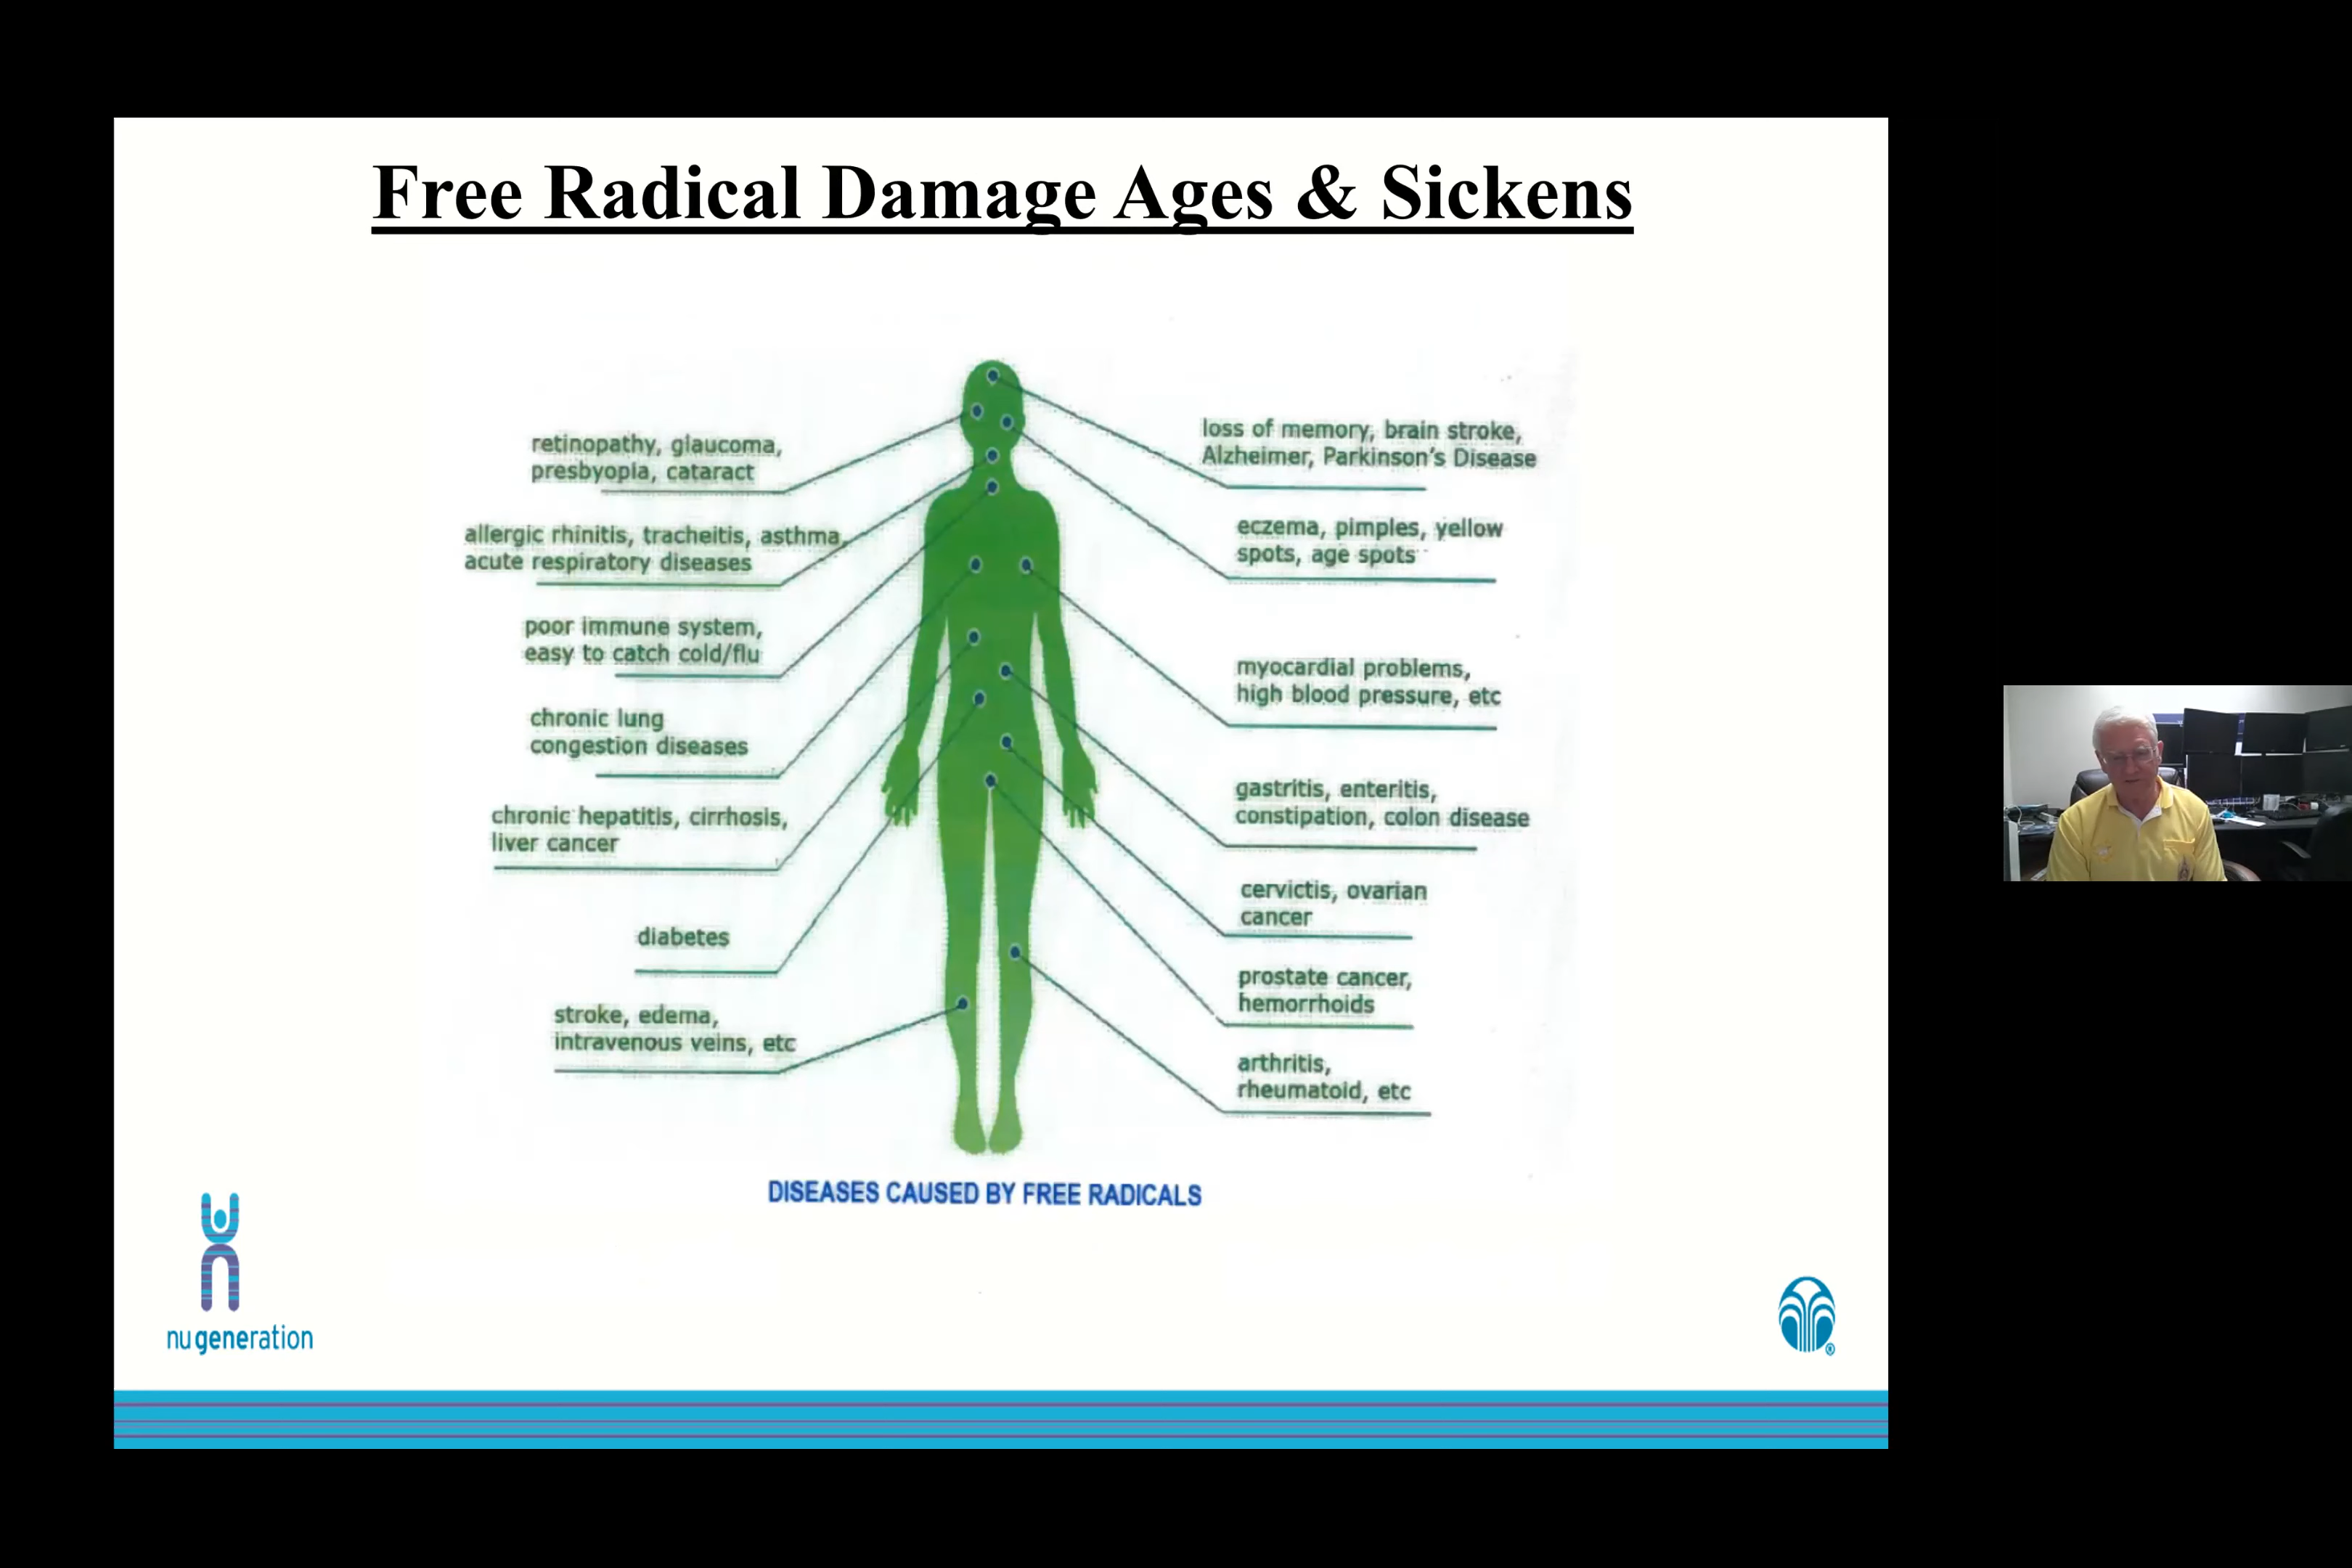 Free Radical Damage Ages & Sickens
retinopathy, glaucoma,
presbyopla, cataract
allergic rhinitis, tracheitis, asthma,
acute respiratory diseases
poor immune system,
easy to catch cold/flu
chronic lung
congestion diseases
chronic hepatitis, cirrhosis,
liver cancer
diabetes
stroke, edema,
intravenous veins, etc
loss of memory, brain stroke,
Alzheimer, Parkinson's Disease
eczema, pimples, yellow
spots, age spots
myocardial problems,
high blood pressure, etc
gastritis, enteritis,
constipation, colon disease
cervictis, ovarian
cancer
prostate cancer,
hemorrhoids
arthritis,
rheumatoid, etc
DISEASES CAUSED BY FREE RADICALS
nugeneration
®